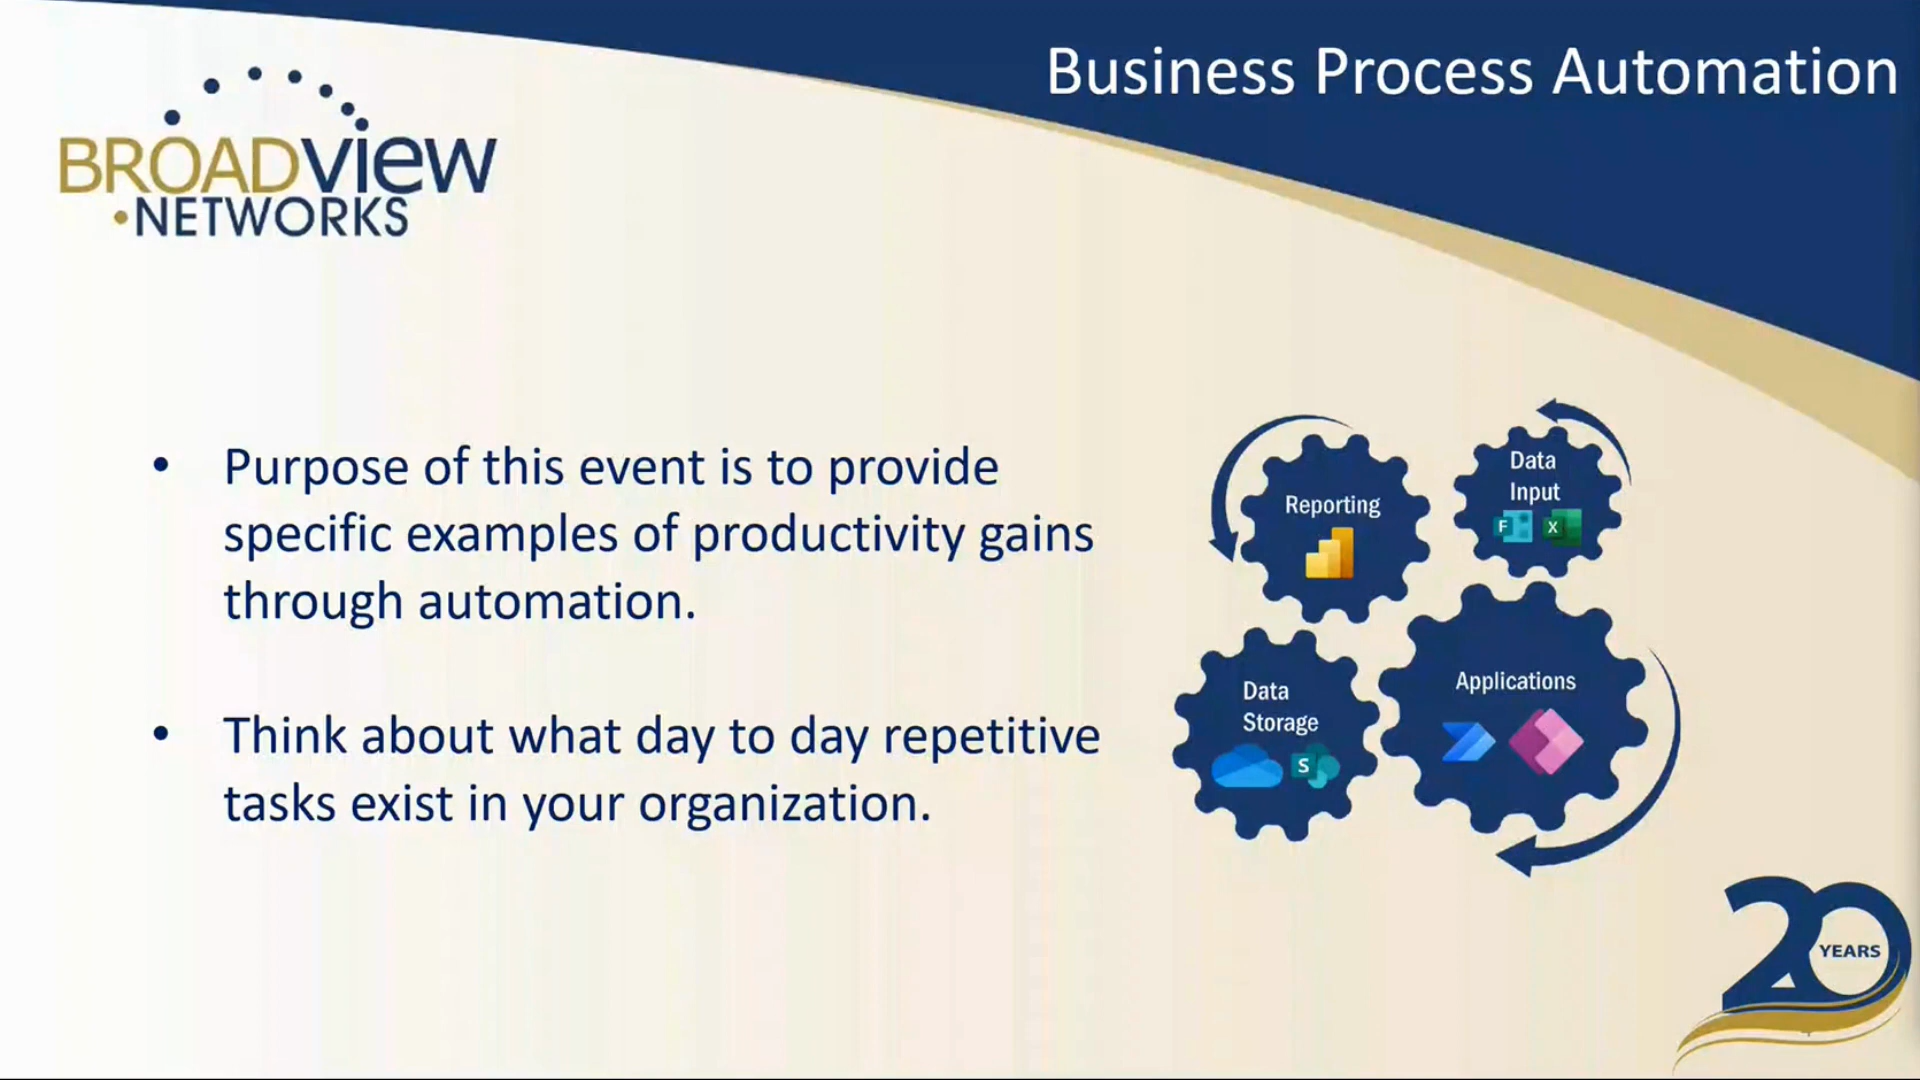 Business Process Automation
BROADVIEW
NETWORKS
• Purpose of this event is to provide
specific examples of productivity gains
through automation.
• Think about what day to day repetitive
tasks exist in your organization.
Reporting
Data
Input
F X
Data
Storage
S
Applications
20
YEARS